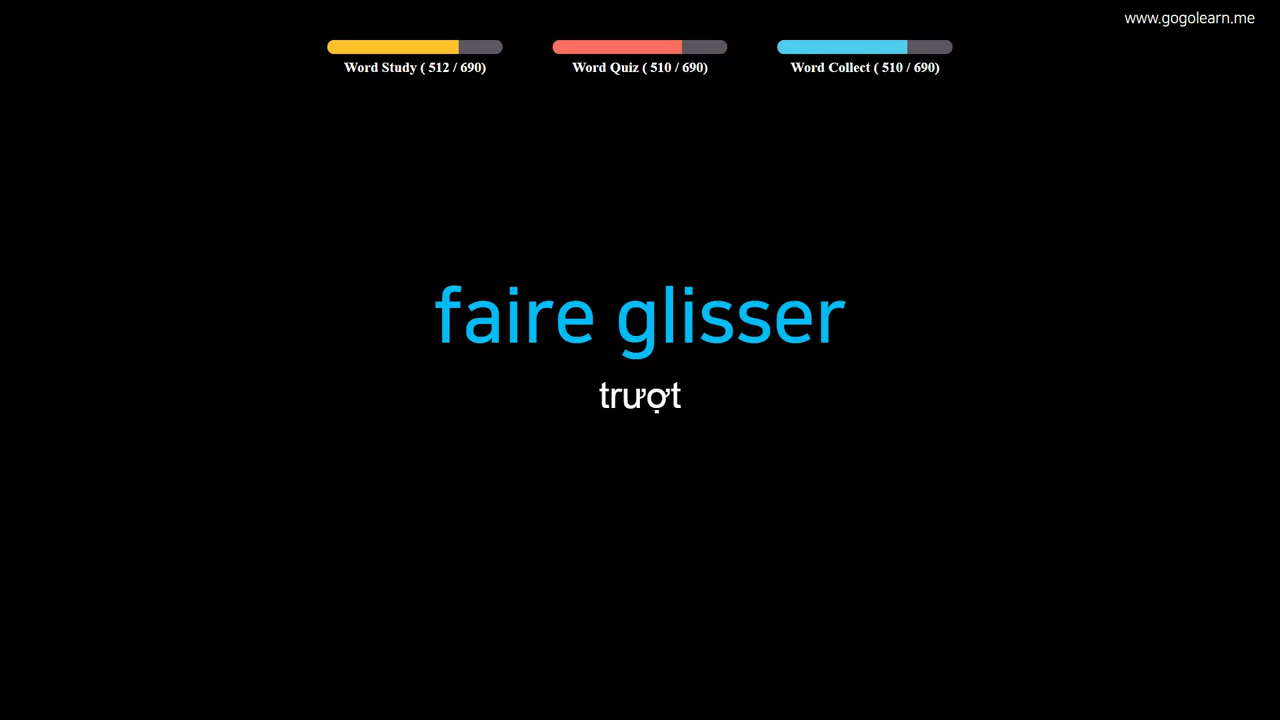 www.gogolearn.me
Word Study ( 512 / 690)
Word Quiz ( 510 / 690)
Word Collect ( 510 / 690)
faire glisser
trượt